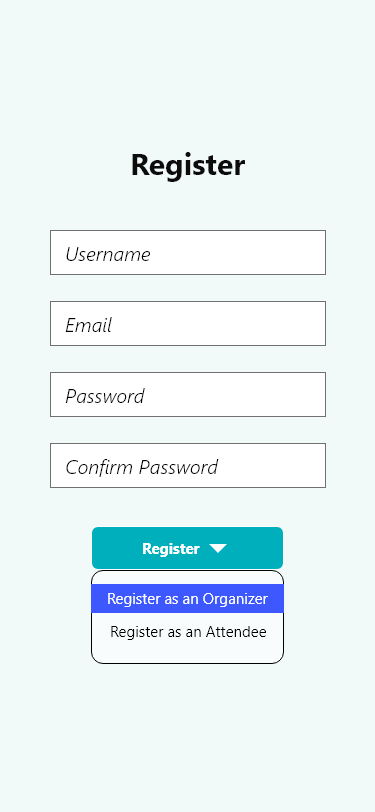 Register
Username
Email
Password
Confirm Password
Register
Register as an Organizer
Register as an Attendee